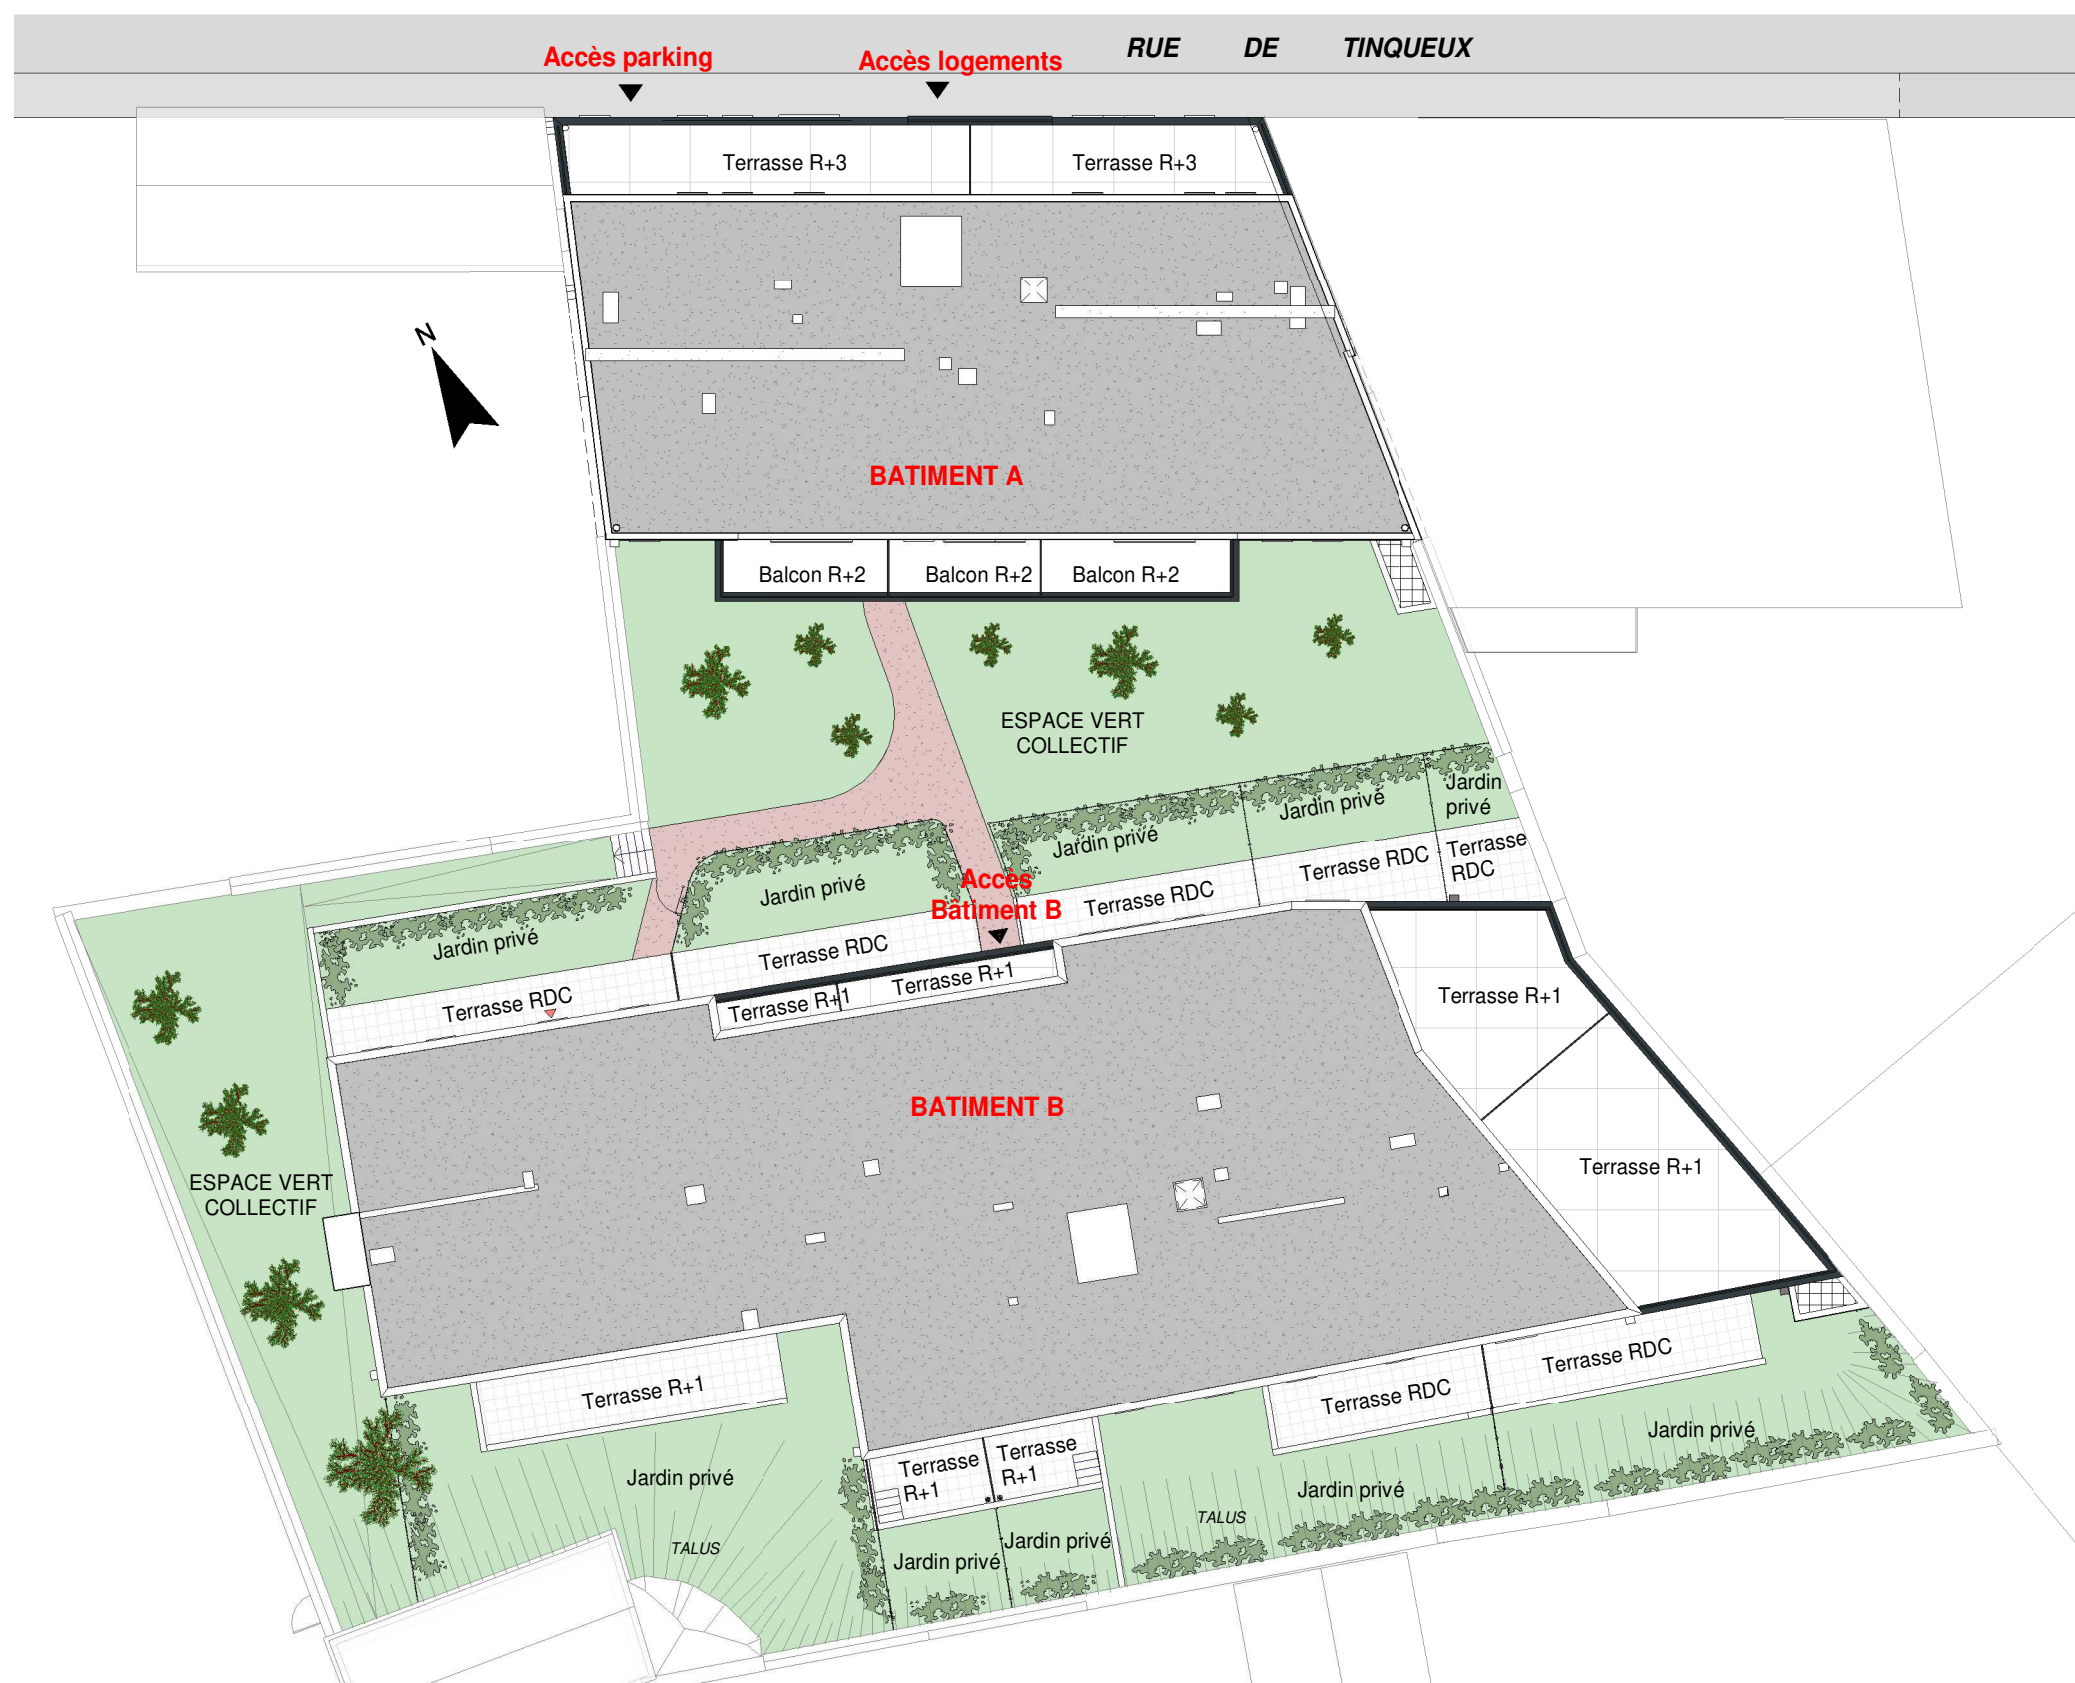 RUE DE TINQUEUX
Accès parking
Accès logements
Terrasse R+3
Terrasse R+3
N
BATIMENT A
Balcon R+2
Balcon R+2
Balcon R+2
ESPACE VERT
COLLECTIF
Jardin
privé
Jardin privé
Jardin privé
Terrasse
RDC
Terrasse RDC
Terrasse RDC
Jardin privé
Accès
Bâtiment B
Jardin privé
Terrasse RDC
Terrasse R+1
Terrasse R+1
Terrasse RDC
Terrasse R+1
BATIMENT B
Terrasse R+1
ESPACE VERT
COLLECTIF
Terrasse RDC
Terrasse RDC
Terrasse R+1
Jardin privé
Terrasse
R+1
Terrasse
R+1
Jardin privé
Jardin privé
TALUS
TALUS
Jardin privé
Jardin privé